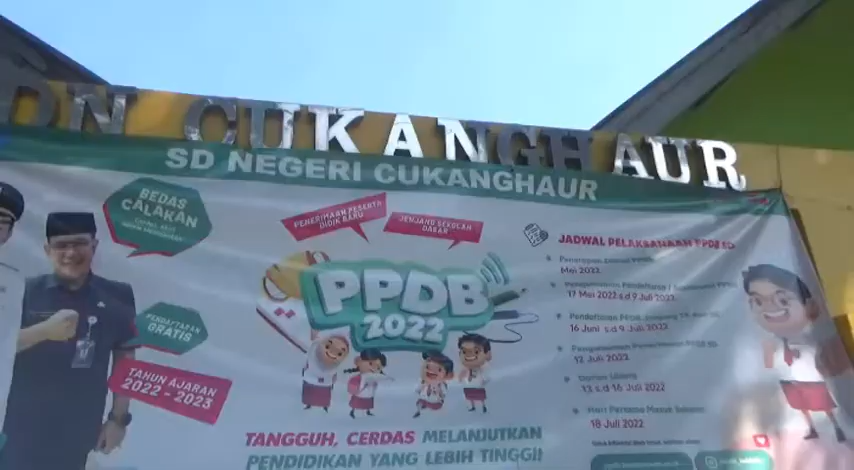 DN CUKANGHAUR
SD NEGERI CUKANGHAUR
BEDAS
CALAKAN
PENERIMAAN PESERTA
DIDIK BARU
JENJANG SEKOLAH
DASAR
PPDB
2022
PENDAFTARAN
GRATIS
TAHUN AJARAN
2022 - 2023
TANGGUH, CERDAS MELANJUTKAN
PENDIDIKAN YANG LEBIH TINGGI!
JADWAL PELAKSANAAN PPDB SD
Mei 2022
17 Mei 2022 s.d 9 Juli 2022
16 Juni s.d 9 Juli 2022
12 Juli 2022
13 s.d 16 Juli 2022
Hari Pertama Masuk Sekolah
18 Juli 2022